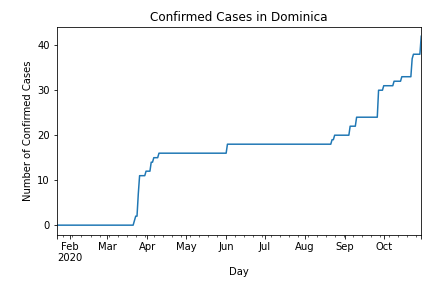 Confirmed Cases in Dominica
Number of Confirmed Cases
40
30
20
10
0
Feb Mar Apr May Jun Jul Aug Sep Oct
2020
Day